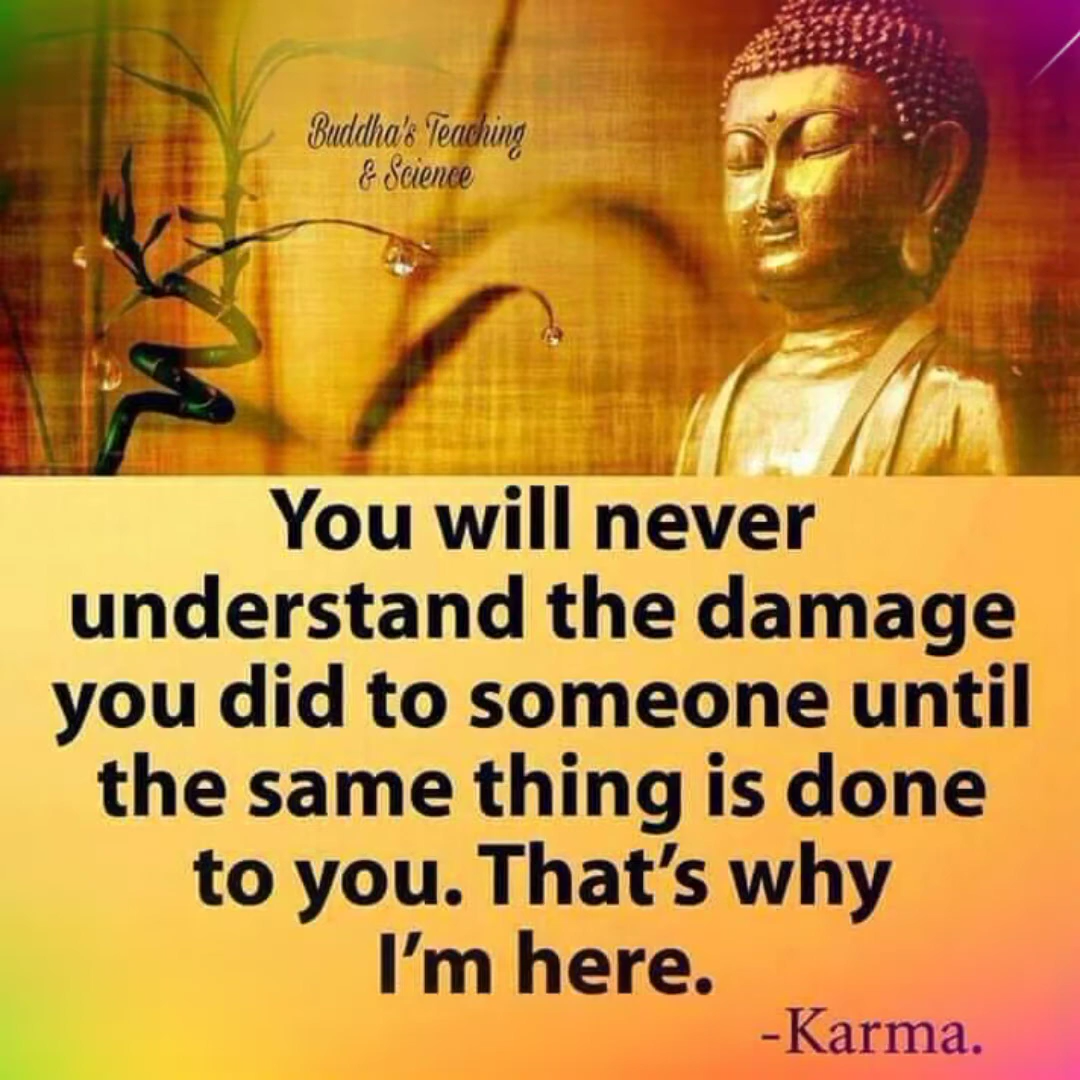 Buddha's Teaching
& Science
You will never
understand the damage
you did to someone until
the same thing is done
to you. That's why
I'm here.
-Karma.